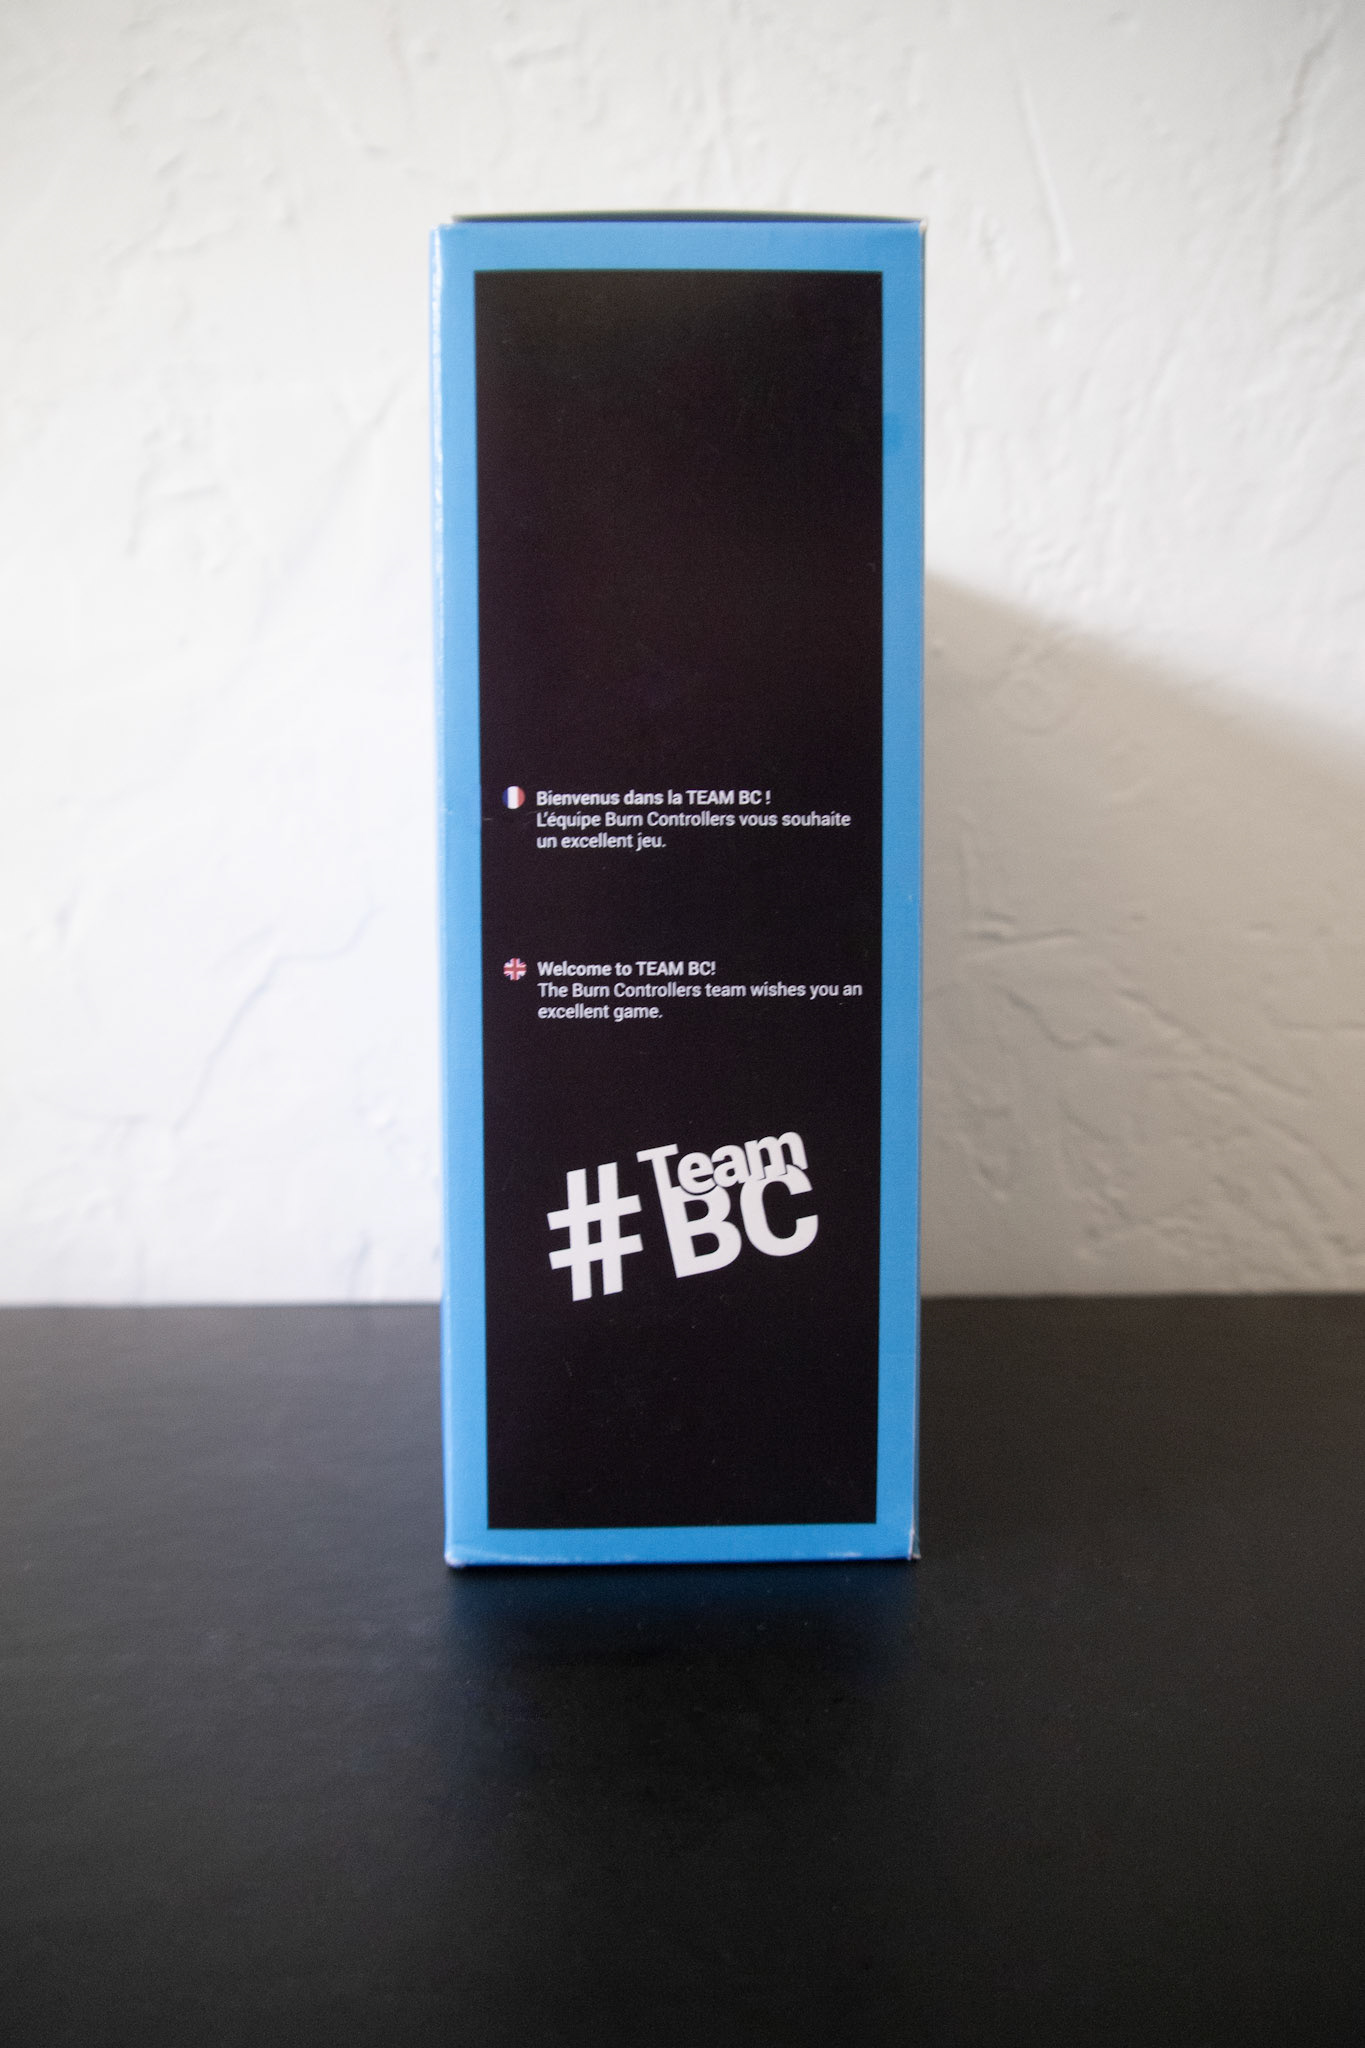 Bienvenus dans la TEAM BC !
L'équipe Burn Controllers vous souhaite
un excellent jeu.
Welcome to TEAM BC!
The Burn Controllers team wishes you an
excellent game.
#Team
BC